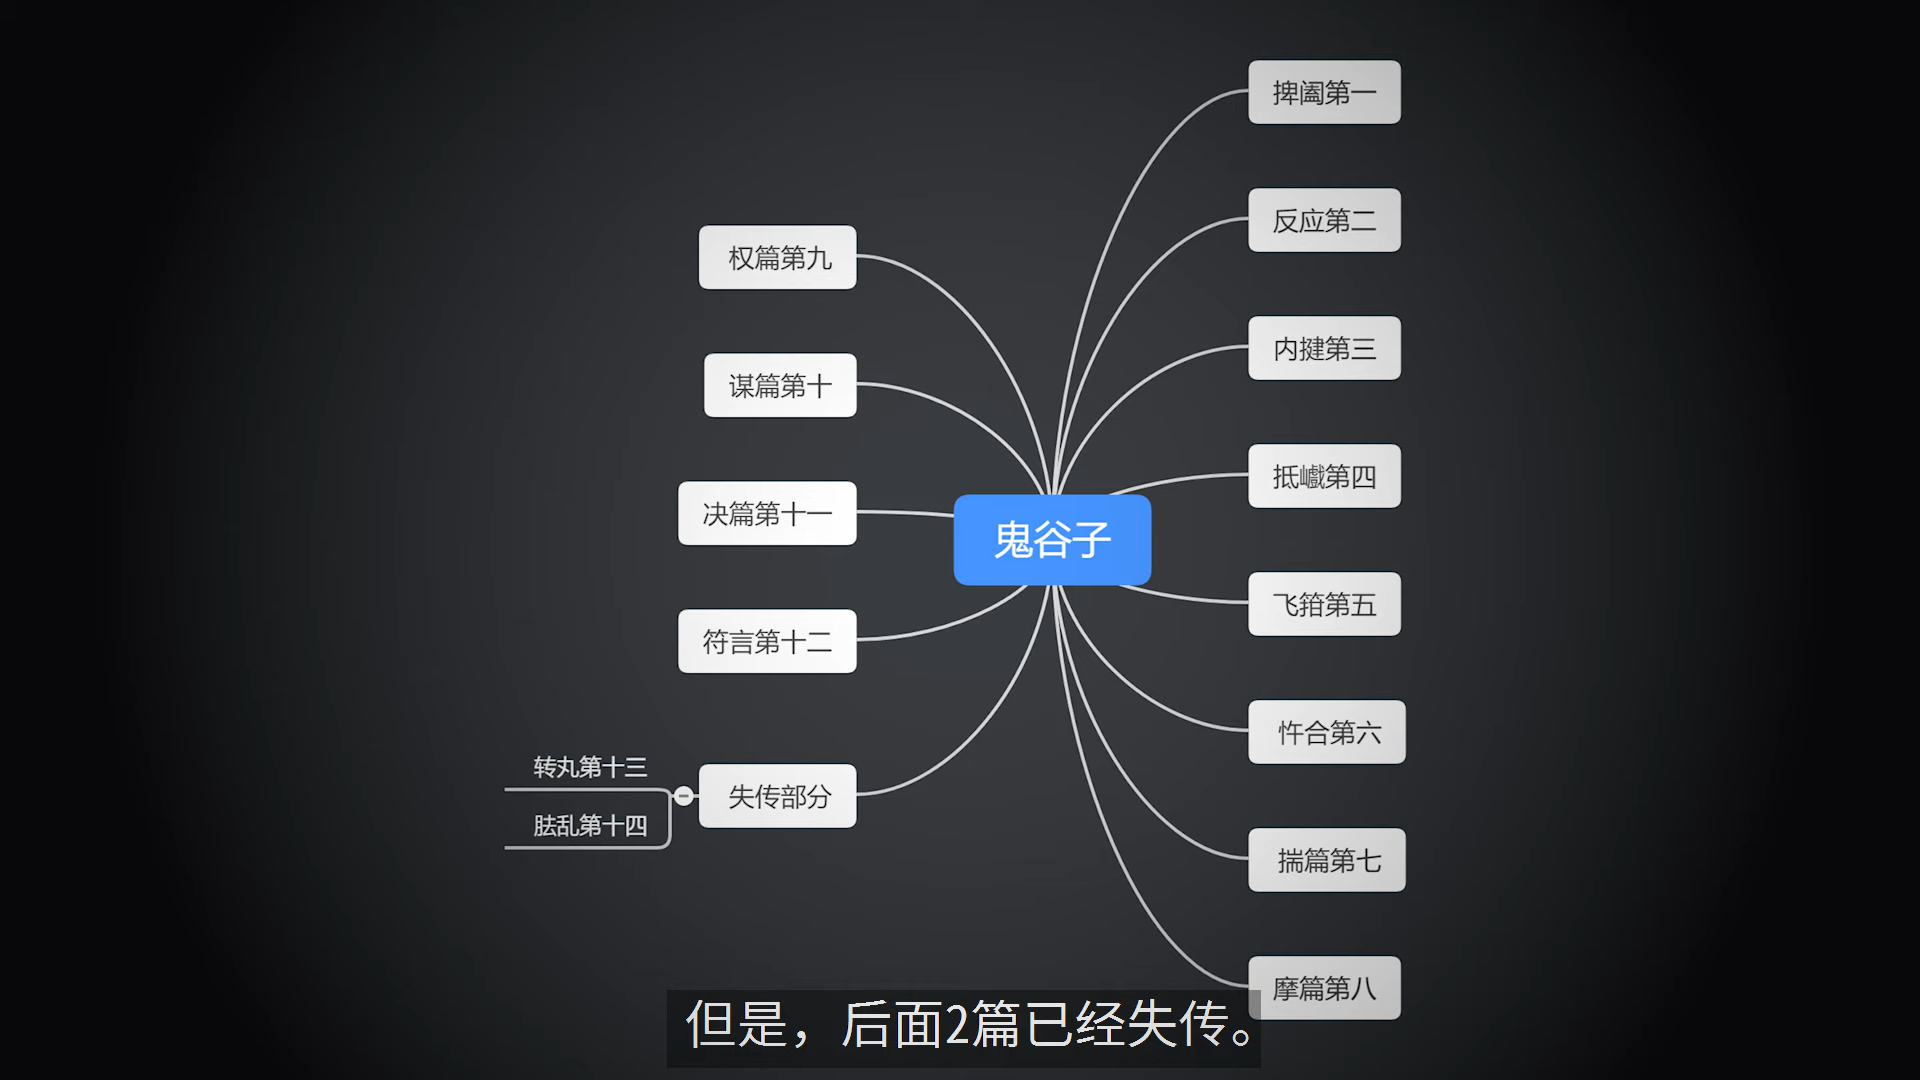 鬼谷子
捭阖第一
反应第二
内揵第三
抵巇第四
飞箝第五
忤合第六
揣篇第七
摩篇第八
权篇第九
谋篇第十
决篇第十一
符言第十二
失传部分
转丸第十三
胠乱第十四
但是，后面2篇已经失传。